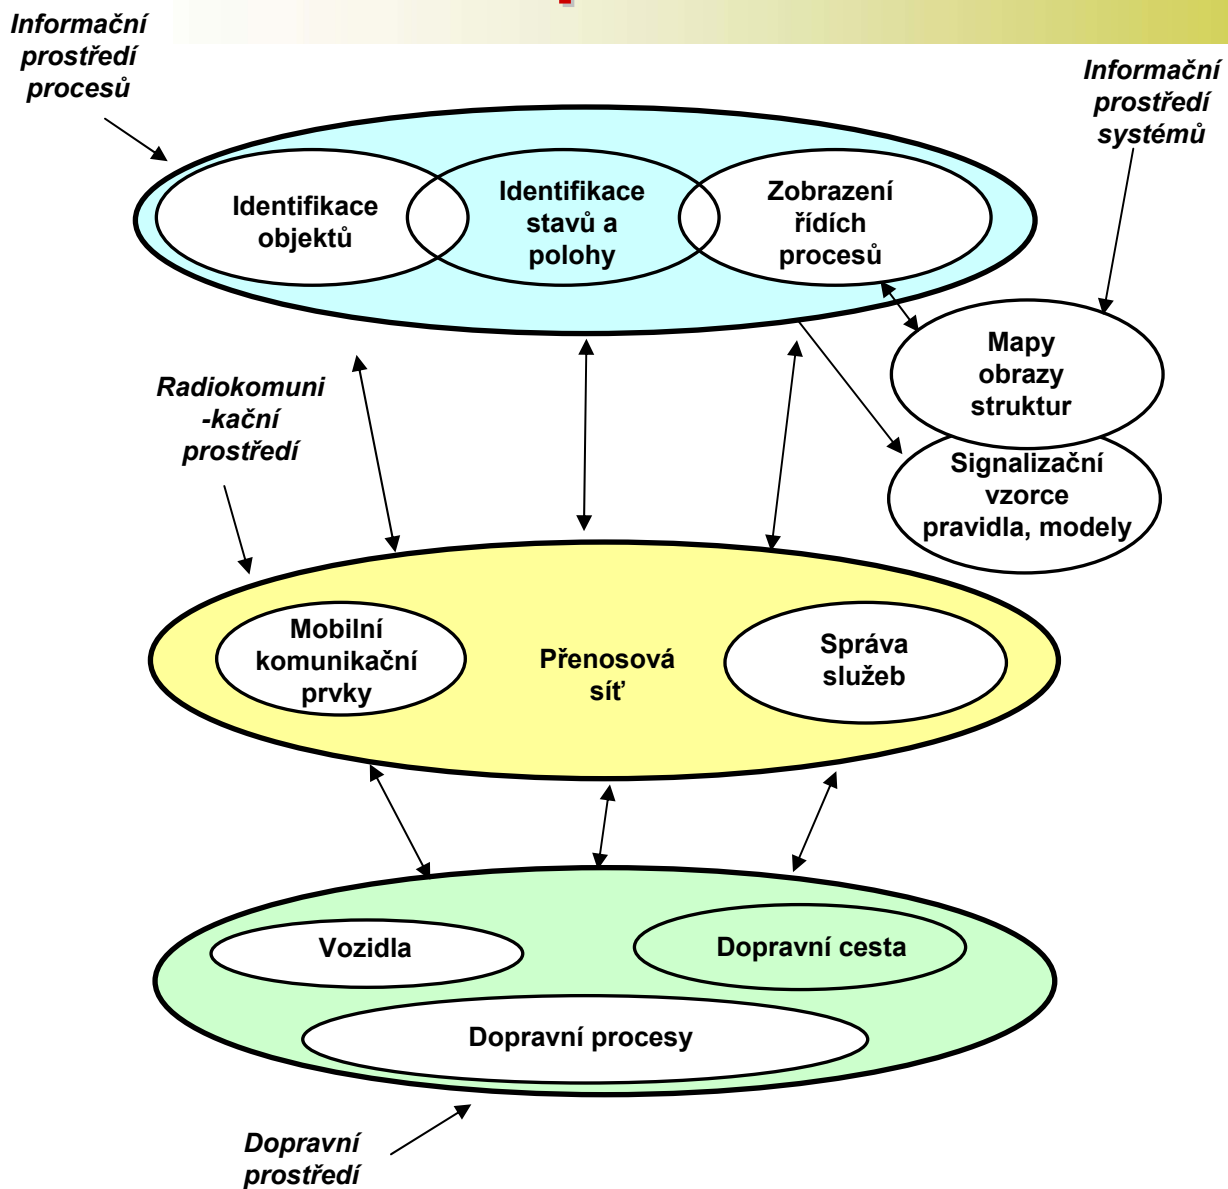 Informační
prostředí
procesů
Informační
prostředí
systémů
Identifikace
objektů
Identifikace
stavů a
polohy
Zobrazení
řídích
procesů
Mapy
obrazy
struktur
Radiokomuni
-kační
prostředí
Signalizační
vzorce
pravidla, modely
Mobilní
komunikační
prvky
Přenosová
síť
Správa
služeb
Vozidla
Dopravní cesta
Dopravní procesy
Dopravní
prostředí